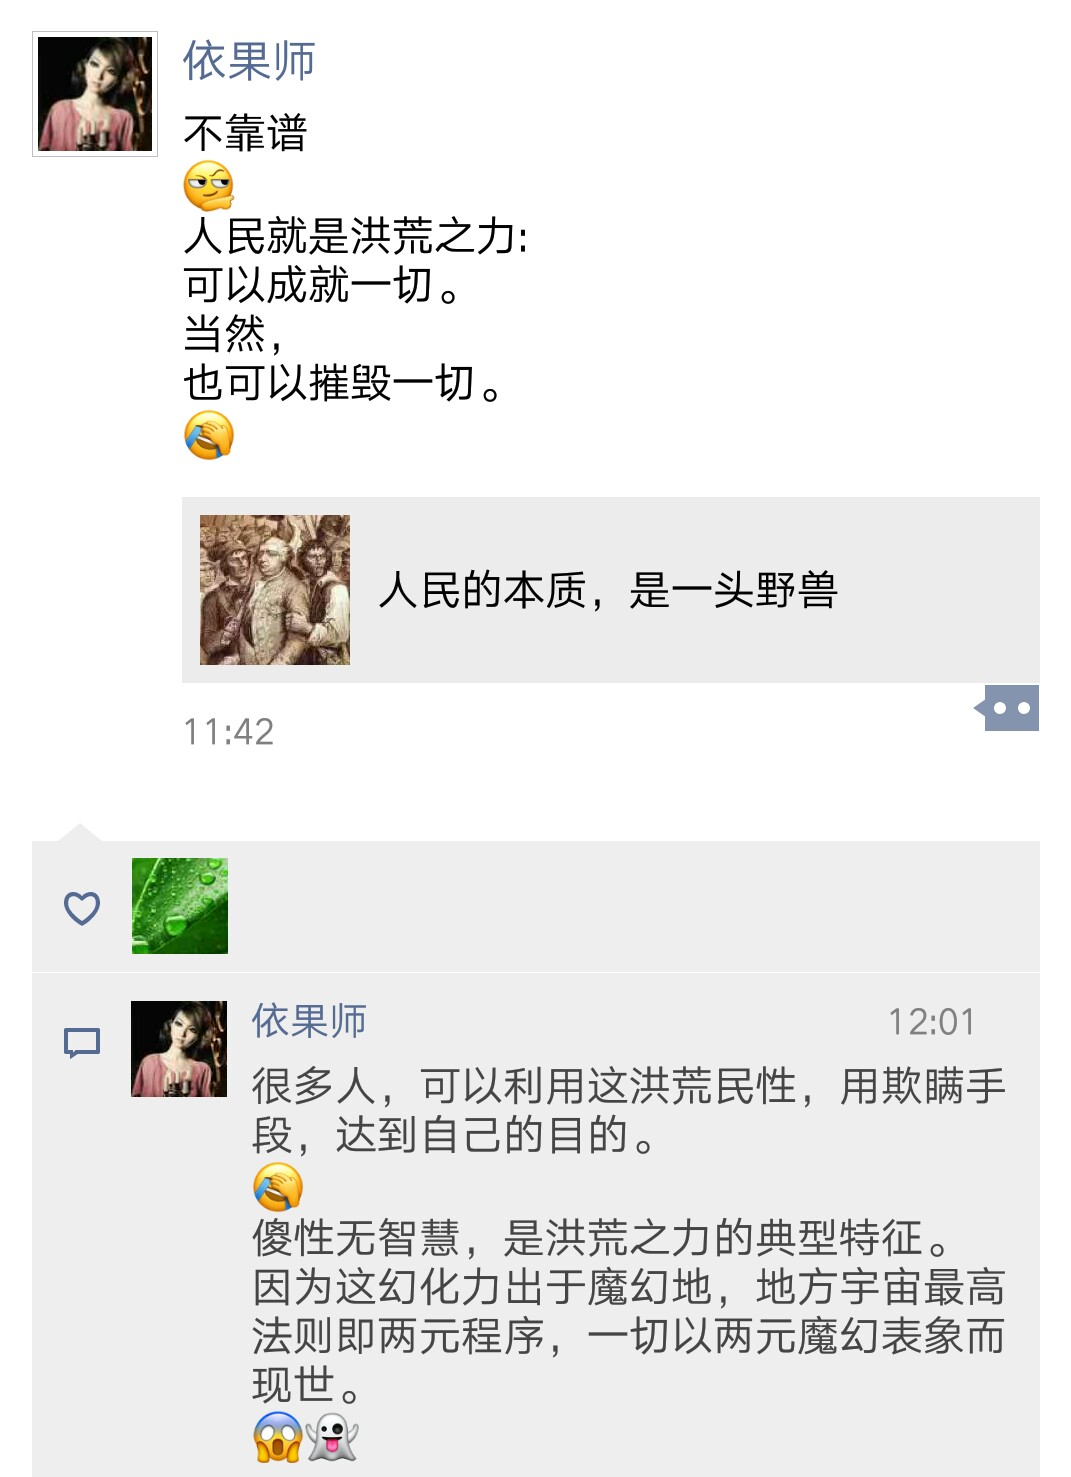 依果师
不靠谱
人民就是洪荒之力:
可以成就一切。
当然，
也可以摧毁一切。
人民的本质，是一头野兽
11:42
依果师
12:01
很多人，可以利用这洪荒民性，用欺瞒手
段，达到自己的目的。
傻性无智慧，是洪荒之力的典型特征。
因为这幻化力出于魔幻地，地方宇宙最高
法则即两元程序，一切以两元魔幻表象而
现世。